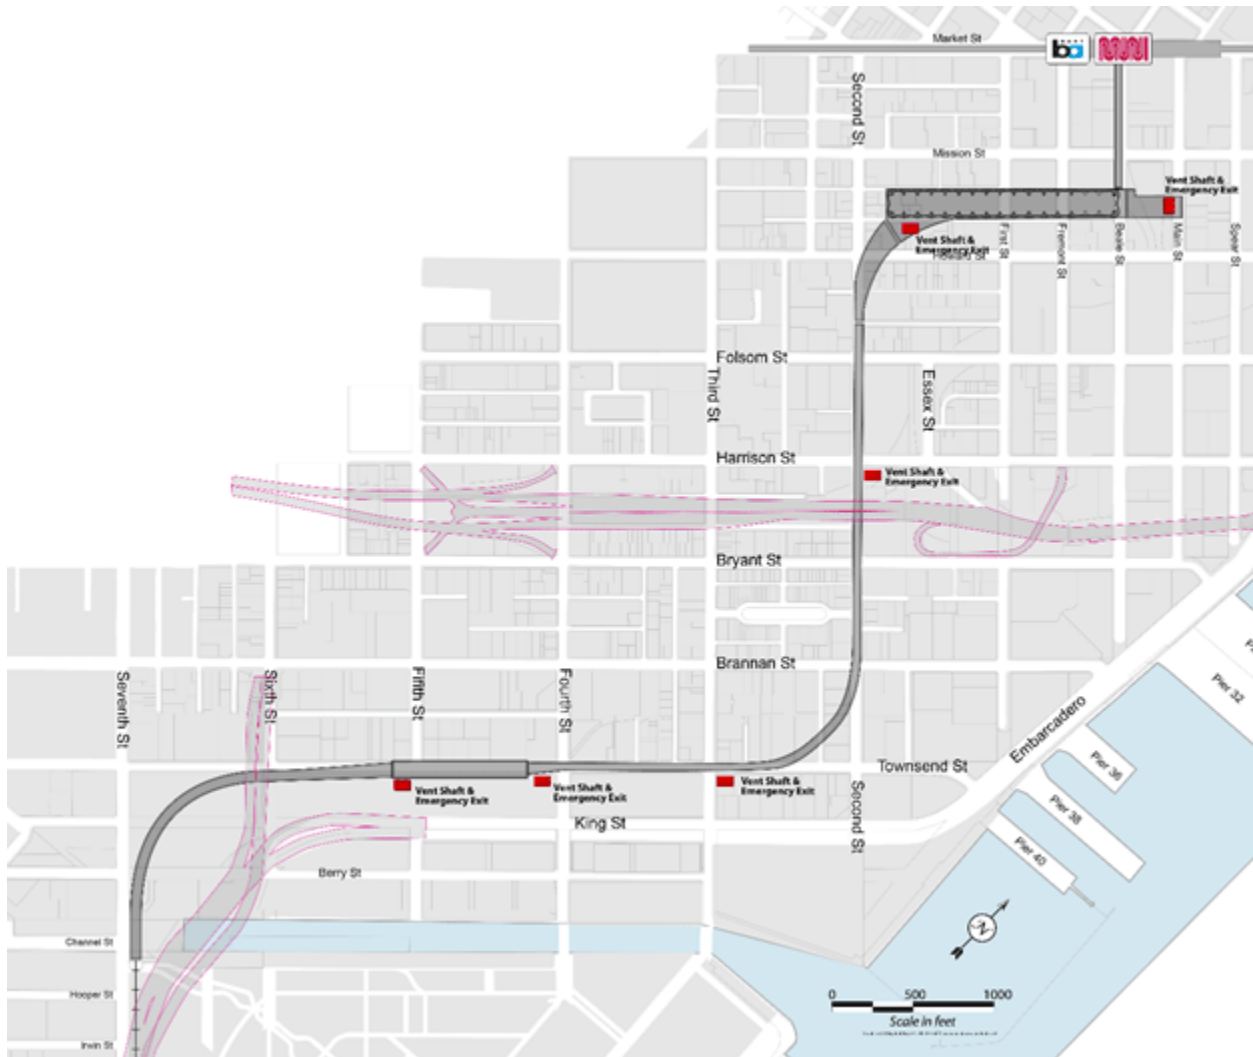 Market St
ba
Second St
Mission St
Vent Shaft &
Emergency Exit
Vent Shaft &
Emergency Exit
Howard St
First St
Fremont St
Beale St
Main St
Spear St
Folsom St
Third St
Essex St
Harrison St
Vent Shaft &
Emergency Exit
Bryant St
Brannan St
Seventh St
Sixth St
Fifth St
Fourth St
Embarcadero
Pier 32
Pier 36
Pier 38
Pier 40
Townsend St
Vent Shaft &
Emergency Exit
Vent Shaft &
Emergency Exit
Vent Shaft &
Emergency Exit
Second St
King St
Berry St
Channel St
Hooper St
Irwin St
N
0 500 1000
Scale in feet